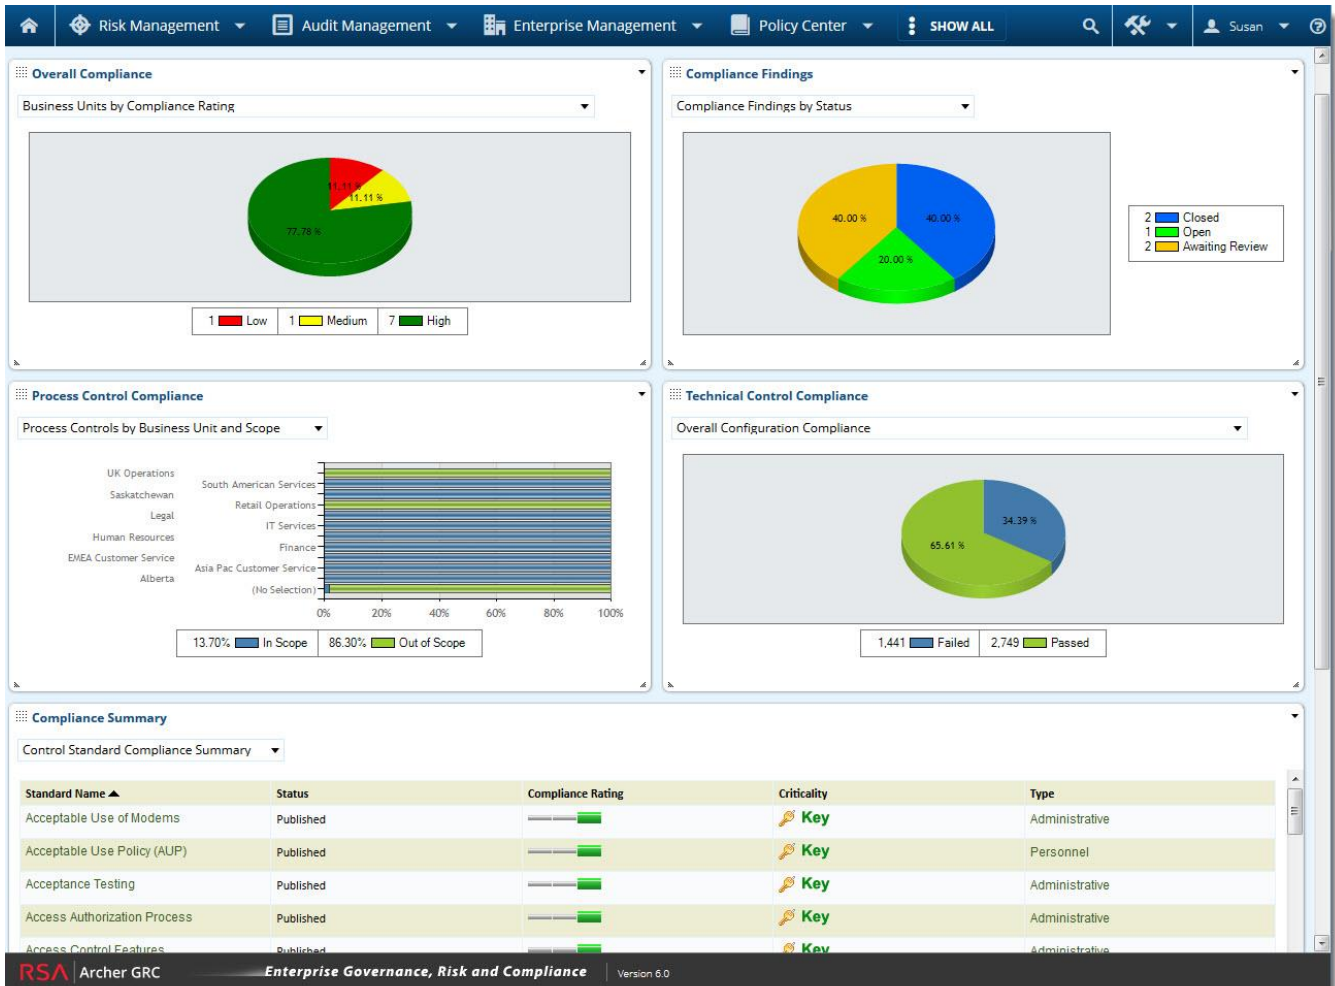 Risk Management Audit Management Enterprise Management Policy Center SHOW ALL Susan
Overall Compliance
Business Units by Compliance Rating
11.11 %
11.11 %
77.78 %
1 Low 1 Medium 7 High
Compliance Findings
Compliance Findings by Status
40.00 % 40.00 %
20.00 %
2 Closed
1 Open
2 Awaiting Review
Process Control Compliance
Process Controls by Business Unit and Scope
UK Operations
South American Services
Saskatchewan
Retail Operations
Legal
IT Services
Human Resources
Finance
EMEA Customer Service
Asia Pac Customer Service
Alberta
(No Selection)
0% 20% 40% 60% 80% 100%
13.70% In Scope 86.30% Out of Scope
Technical Control Compliance
Overall Configuration Compliance
34.39 %
65.61 %
1,441 Failed 2,749 Passed
Compliance Summary
Control Standard Compliance Summary
Standard Name Status Compliance Rating Criticality Type
Acceptable Use of Modems Published Key Administrative
Acceptable Use Policy (AUP) Published Key Personnel
Acceptance Testing Published Key Administrative
Access Authorization Process Published Key Administrative
Access Control Features Published Key Administrative
RSA Archer GRC Enterprise Governance, Risk and Compliance Version 6.0